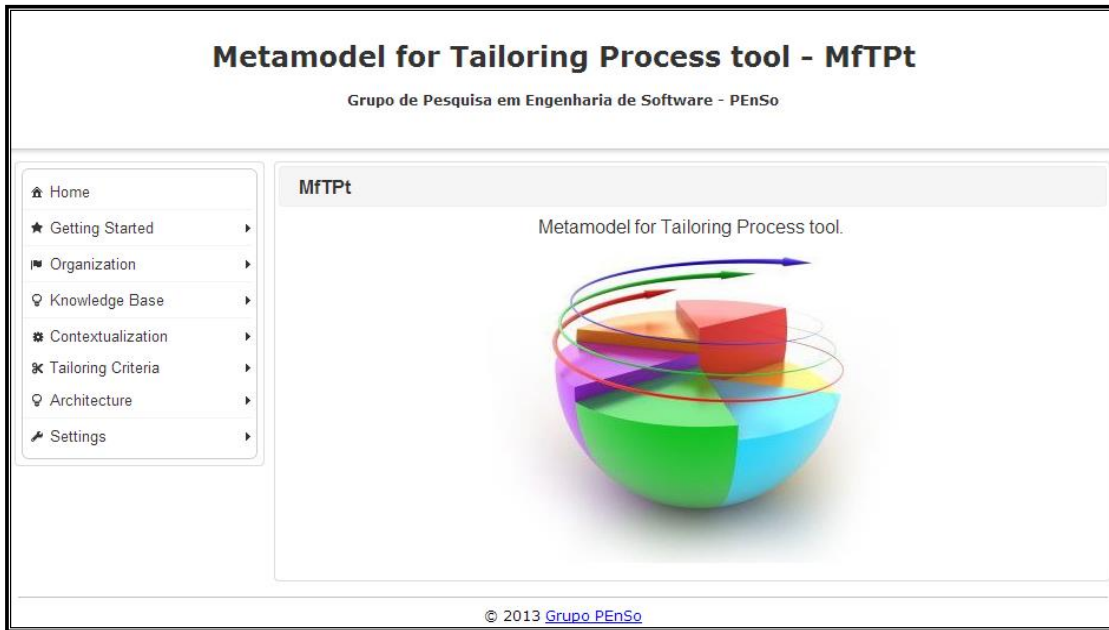 Metamodel for Tailoring Process tool - MfTPt
Grupo de Pesquisa em Engenharia de Software - PEnSo
Home
Getting Started
Organization
Knowledge Base
Contextualization
Tailoring Criteria
Architecture
Settings
MfTPt
Metamodel for Tailoring Process tool.
© 2013 Grupo PEnSo